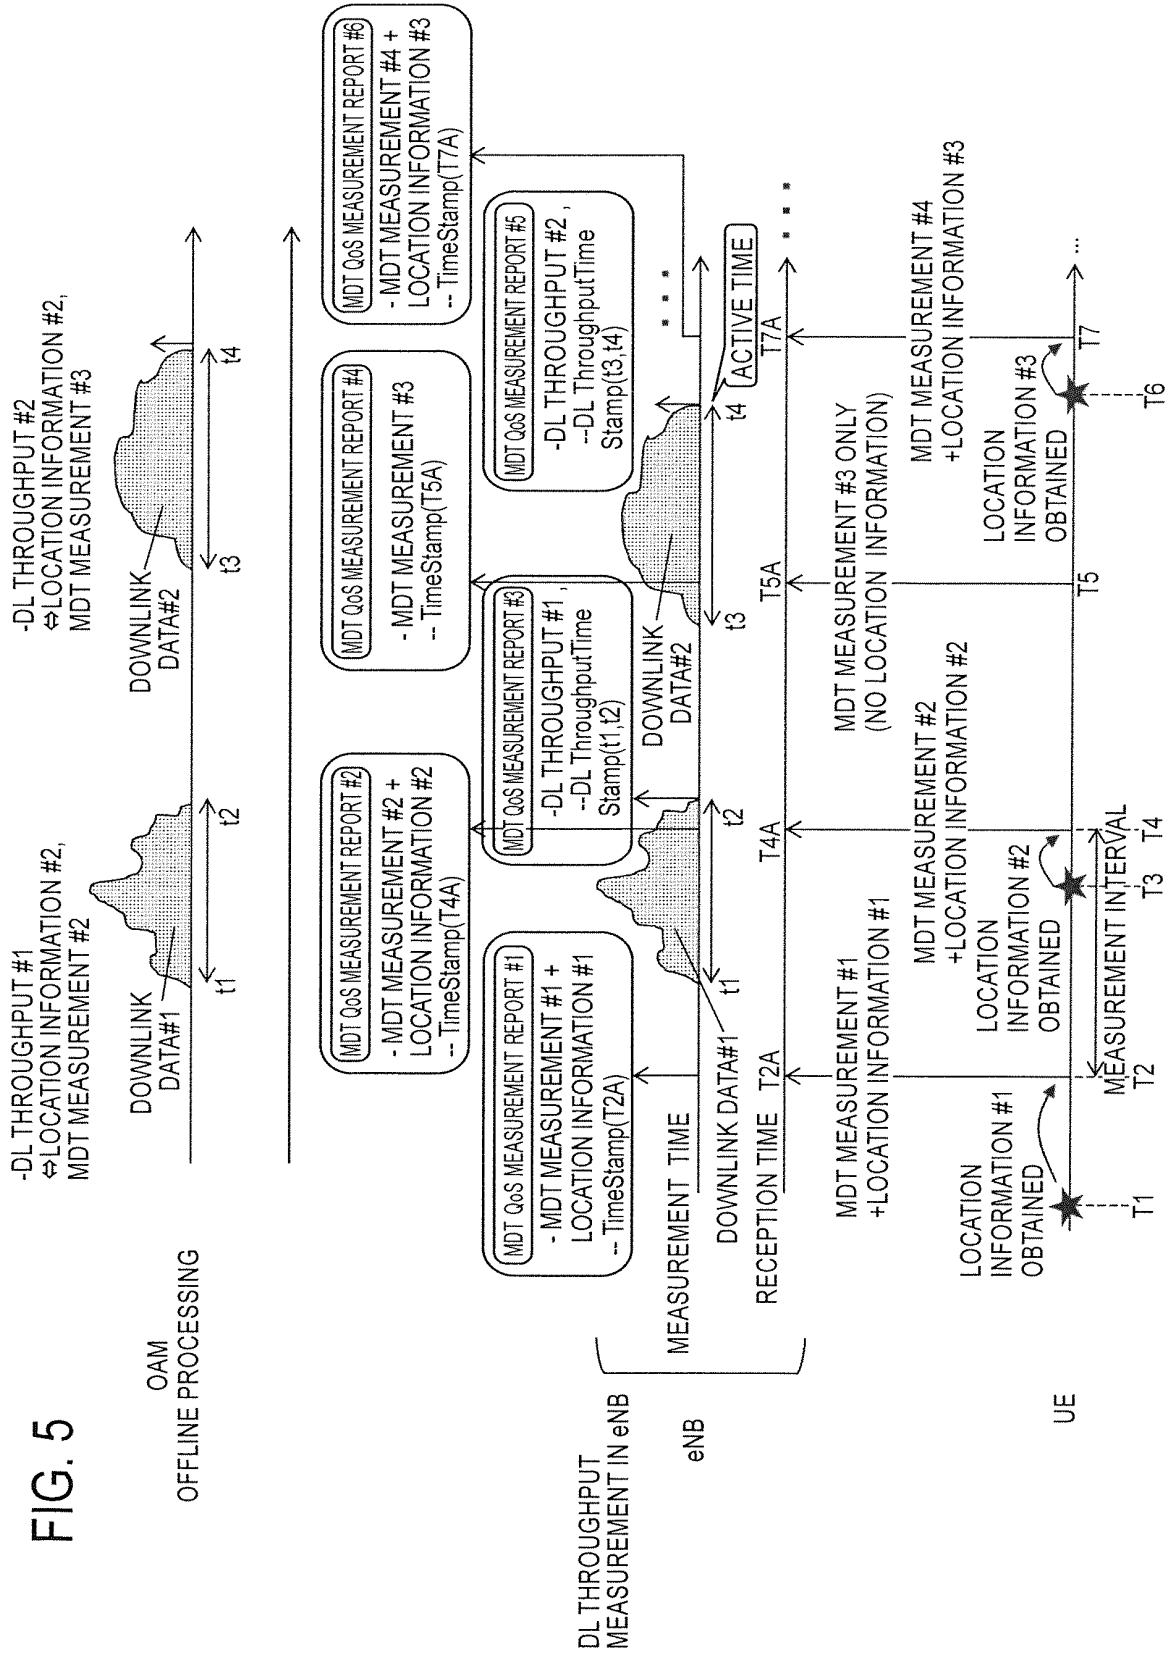 FIG. 5
OAM
OFFLINE PROCESSING
-DL THROUGHPUT #1
⇔LOCATION INFORMATION #2,
MDT MEASUREMENT #2
DOWNLINK
DATA#1
t1
t2
-DL THROUGHPUT #2
⇔LOCATION INFORMATION #2,
MDT MEASUREMENT #3
DOWNLINK
DATA#2
t3
t4
MDT QoS MEASUREMENT REPORT #2
- MDT MEASUREMENT #2 +
LOCATION INFORMATION #2
-- TimeStamp(T4A)
MDT QoS MEASUREMENT REPORT #4
- MDT MEASUREMENT #3
-- TimeStamp(T5A)
MDT QoS MEASUREMENT REPORT #6
- MDT MEASUREMENT #4 +
LOCATION INFORMATION #3
-- TimeStamp(T7A)
MDT QoS MEASUREMENT REPORT #1
- MDT MEASUREMENT #1 +
LOCATION INFORMATION #1
-- TimeStamp(T2A)
MDT QoS MEASUREMENT REPORT #3
-DL THROUGHPUT #1,
--DL ThroughputTime
Stamp(t1,t2)
MDT QoS MEASUREMENT REPORT #5
-DL THROUGHPUT #2 ,
--DL ThroughputTime
Stamp(t3,t4)
DL THROUGHPUT
MEASUREMENT IN eNB
eNB
MEASUREMENT TIME
DOWNLINK DATA#1
t1
t2
DOWNLINK
DATA#2
t3
t4
ACTIVE TIME
RECEPTION TIME
T2A
T4A
T5A
T7A
MDT MEASUREMENT #1
+LOCATION INFORMATION #1
MDT MEASUREMENT #2
+LOCATION INFORMATION #2
MDT MEASUREMENT #3 ONLY
(NO LOCATION INFORMATION)
MDT MEASUREMENT #4
+LOCATION INFORMATION #3
UE
LOCATION
INFORMATION #1
OBTAINED
LOCATION
INFORMATION #2
OBTAINED
LOCATION
INFORMATION #3
OBTAINED
...
MEASUREMENT INTERVAL
T1
T2
T3
T4
T5
T6
T7